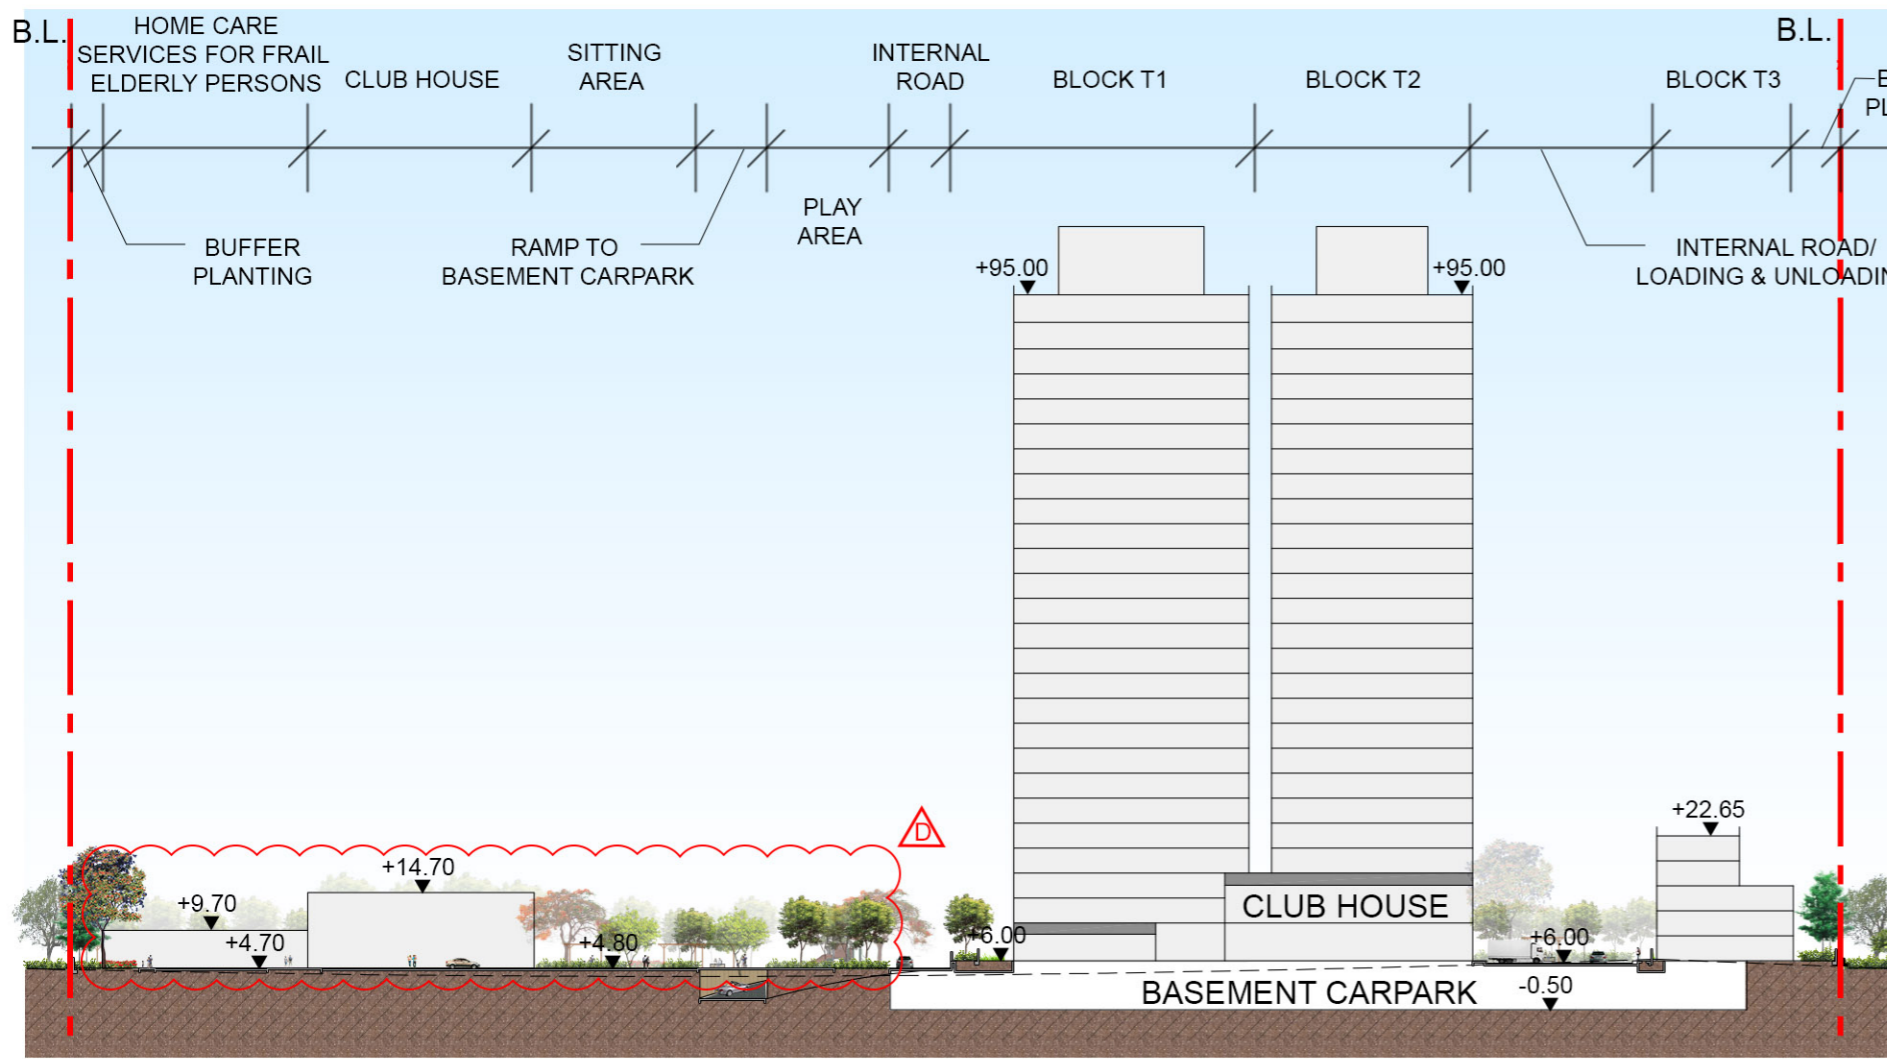 B.L.
HOME CARE
SERVICES FOR FRAIL
ELDERLY PERSONS
CLUB HOUSE
SITTING
AREA
INTERNAL
ROAD
BLOCK T1
BLOCK T2
BLOCK T3
B.L.
BUFFER
PLANTING
RAMP TO
BASEMENT CARPARK
PLAY
AREA
INTERNAL ROAD/
LOADING & UNLOADIN
+95.00
+95.00
+22.65
D
+14.70
+9.70
+4.70
+4.80
+6.00
CLUB HOUSE
+6.00
BASEMENT CARPARK
-0.50